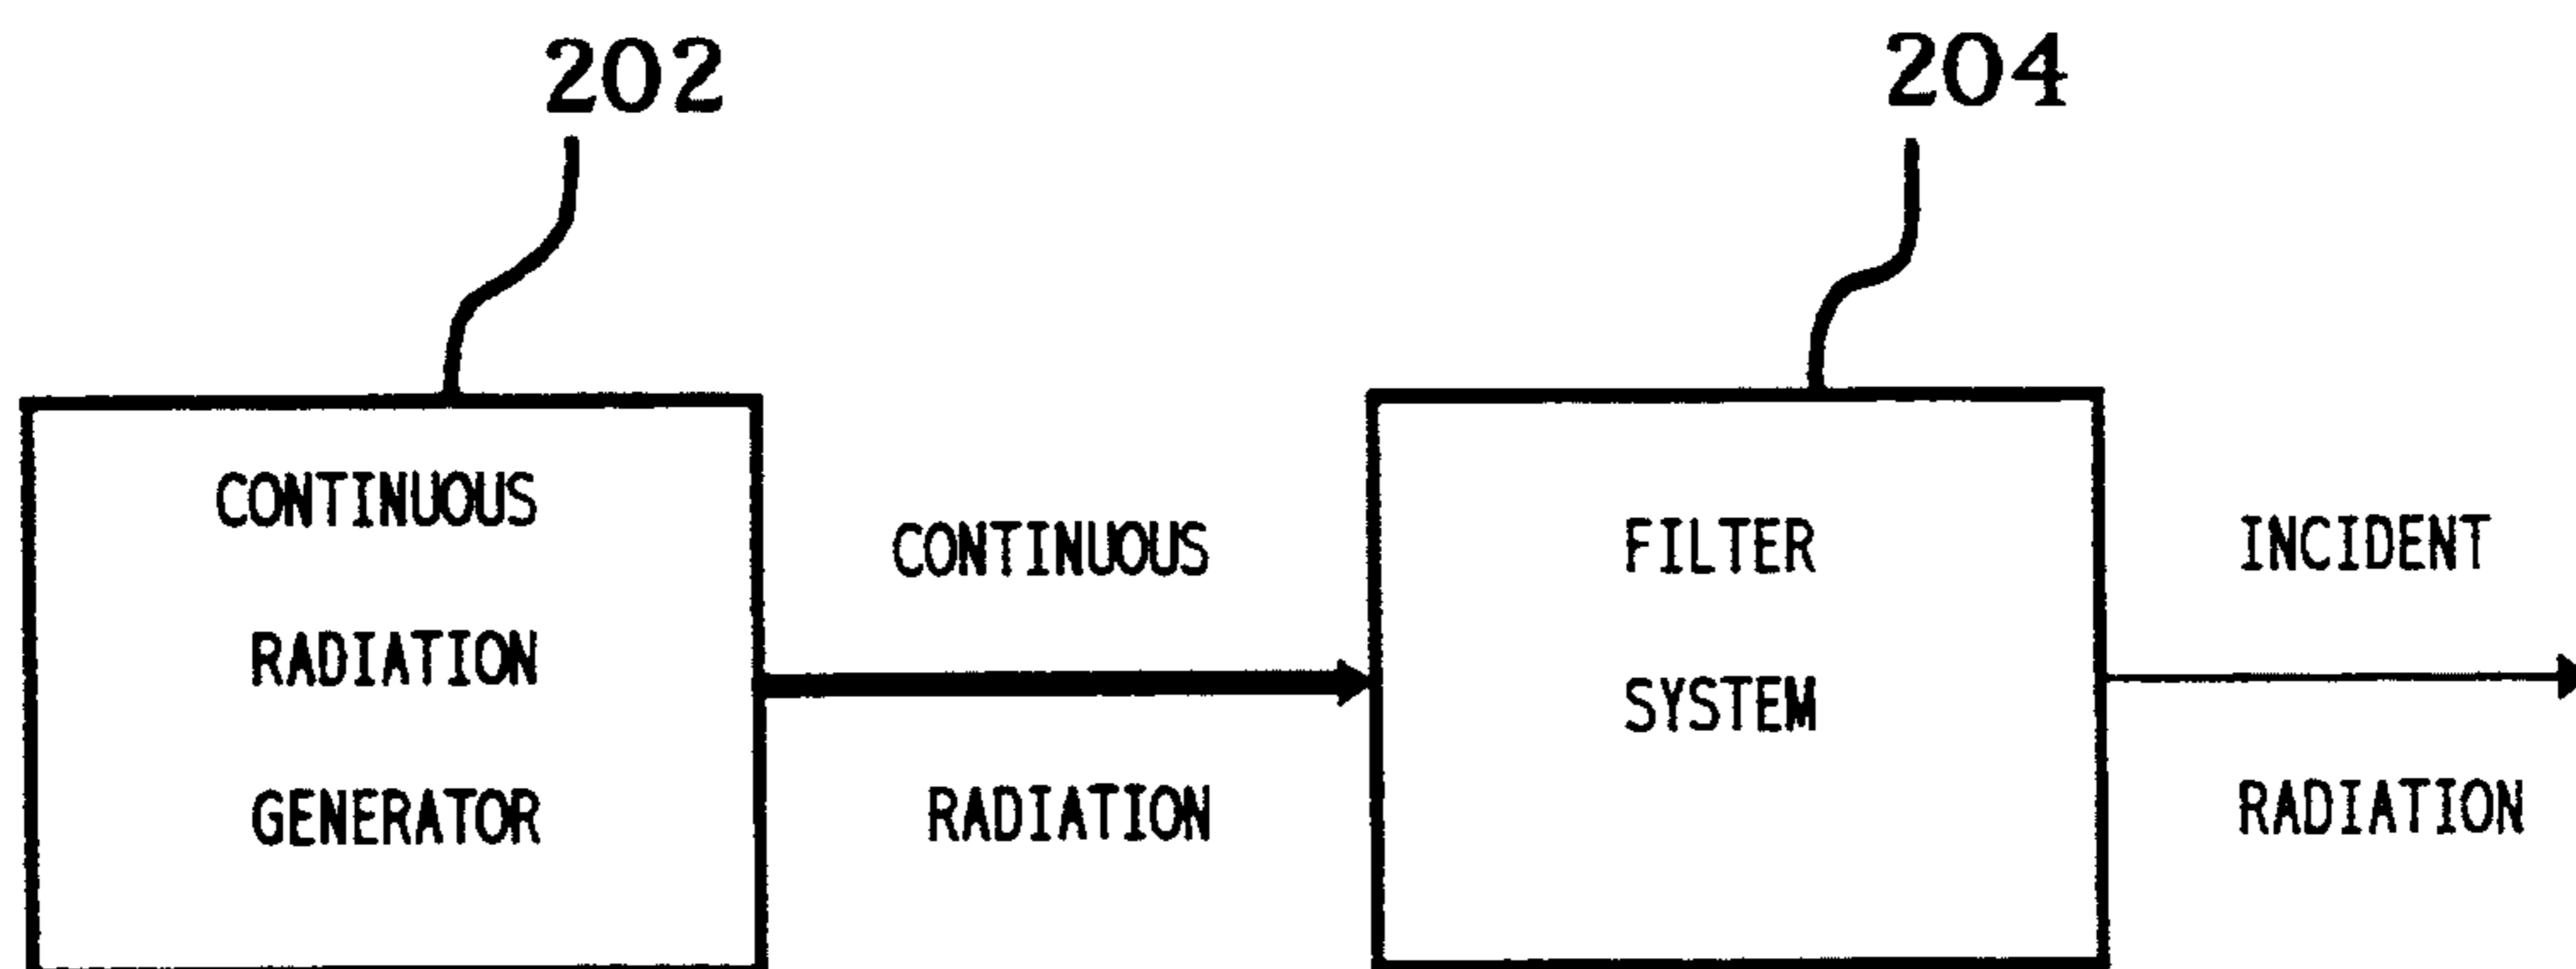 202
204
CONTINUOUS
RADIATION
GENERATOR
CONTINUOUS
RADIATION
FILTER
SYSTEM
INCIDENT
RADIATION